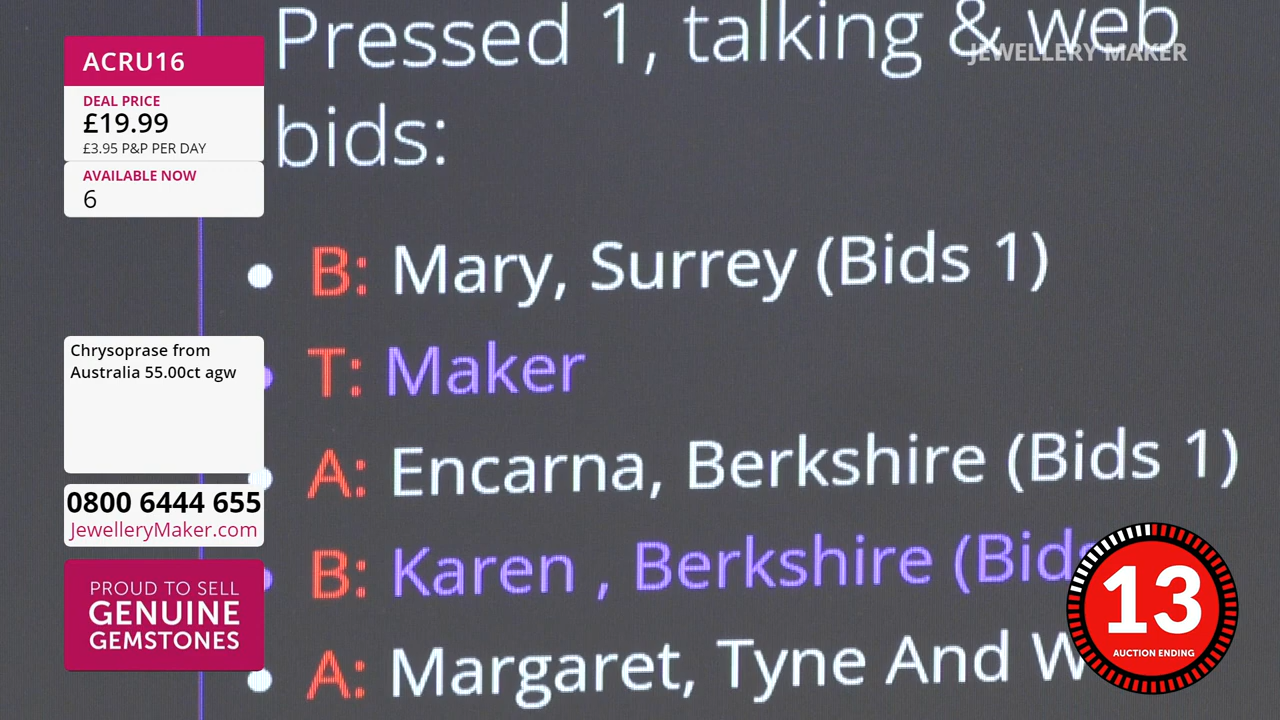 ACRU16
DEAL PRICE
£19.99
£3.95 P&P PER DAY
AVAILABLE NOW
6
Chrysoprase from
Australia 55.00ct agw
0800 6444 655
JewelleryMaker.com
PROUD TO SELL
GENUINE
GEMSTONES
JEWELLERY MAKER
Pressed 1, talking & web
bids:
• B: Mary, Surrey (Bids 1)
T: Maker
• A: Encarna, Berkshire (Bids 1)
B: Karen , Berkshire (Bids
• A: Margaret, Tyne And
13
AUCTION ENDING